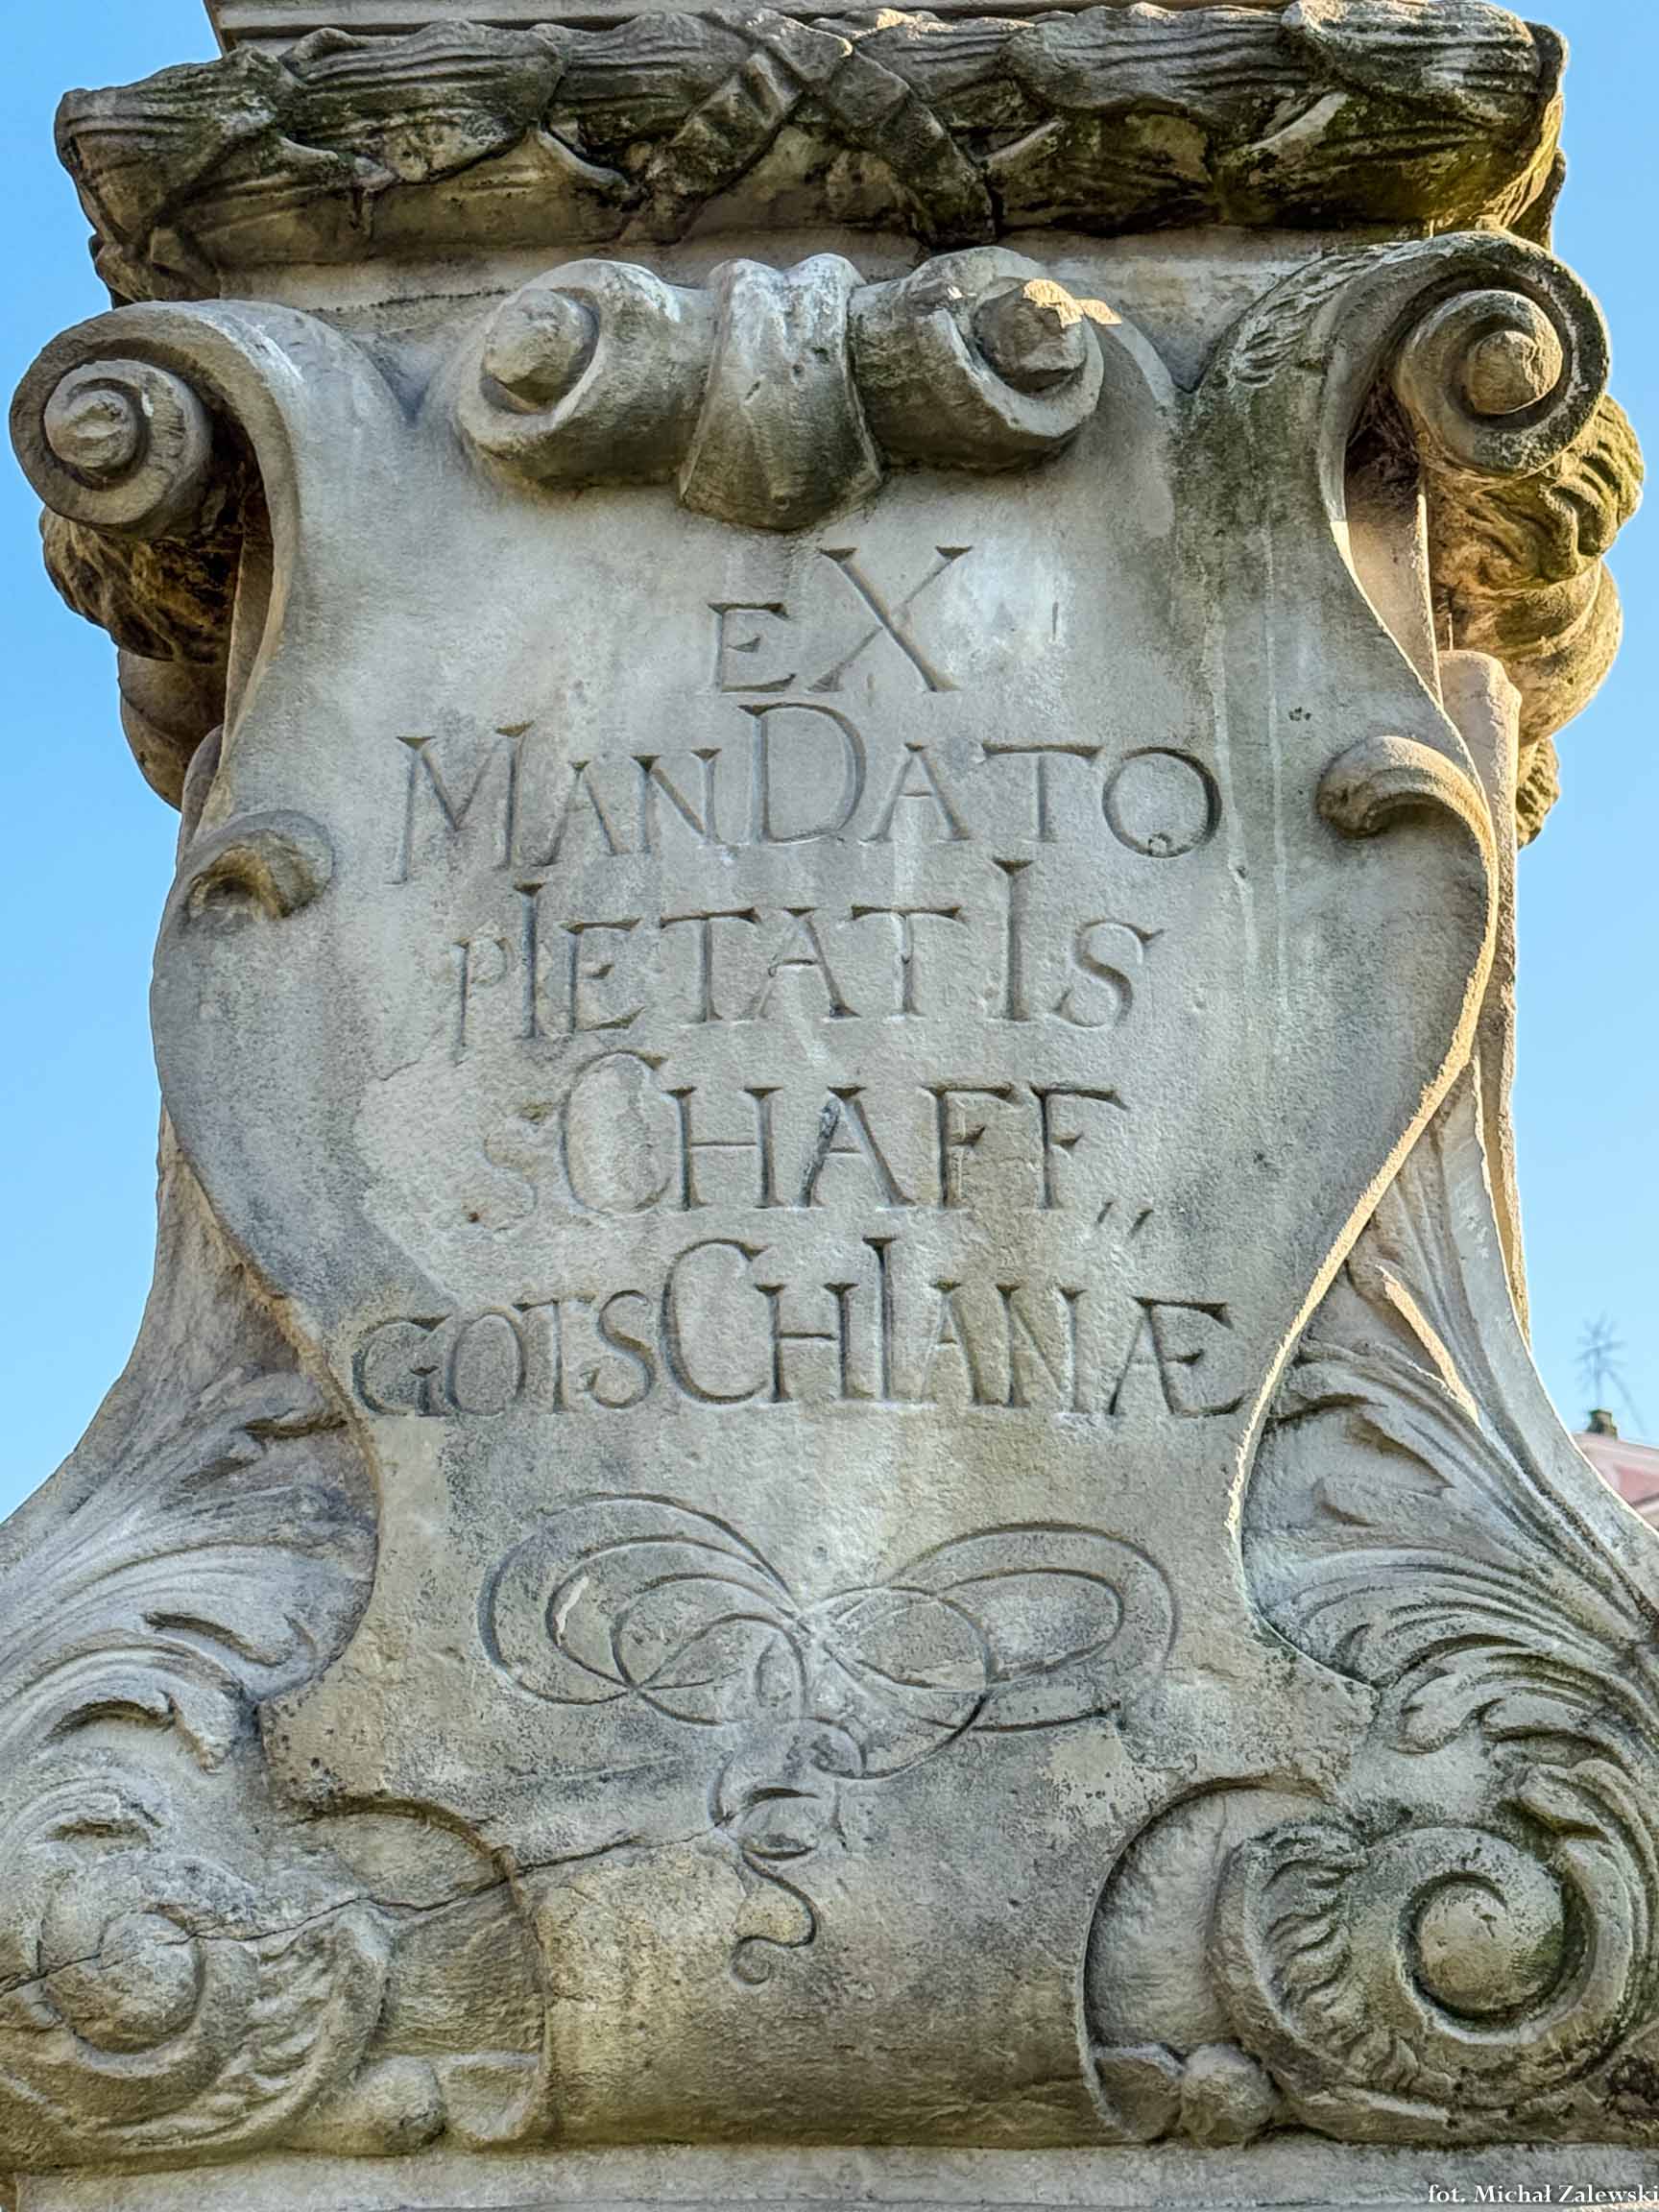 eX
ManDato
pIetatIs
sChaff,,
gotsChIanæ
fot. Michał Zalewski